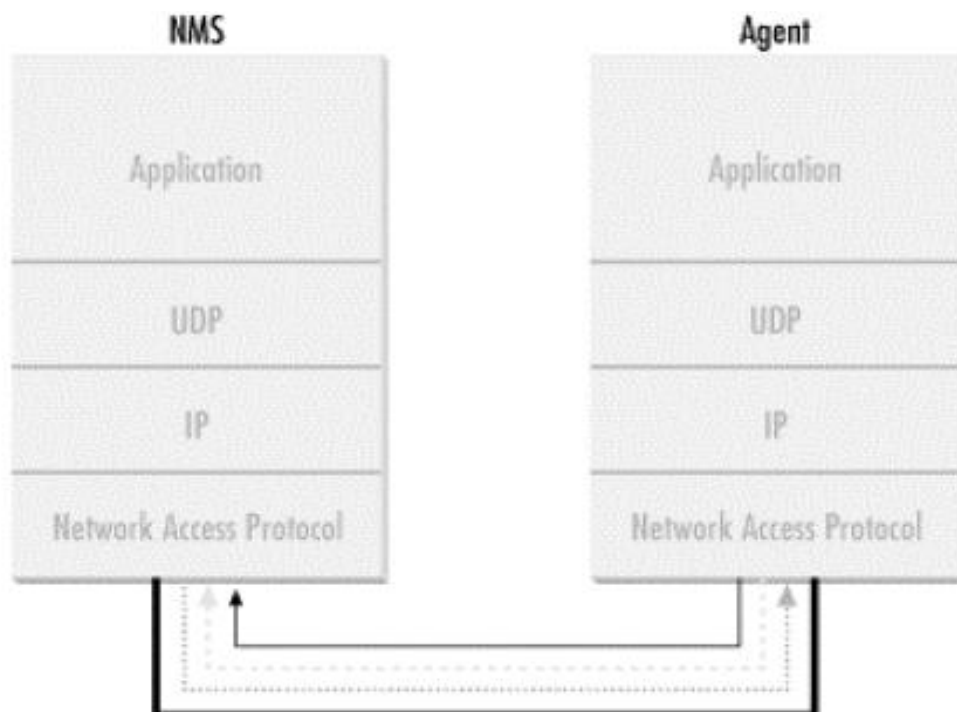 NMS
Agent
Application
Application
UDP
UDP
IP
IP
Network Access Protocol
Network Access Protocol